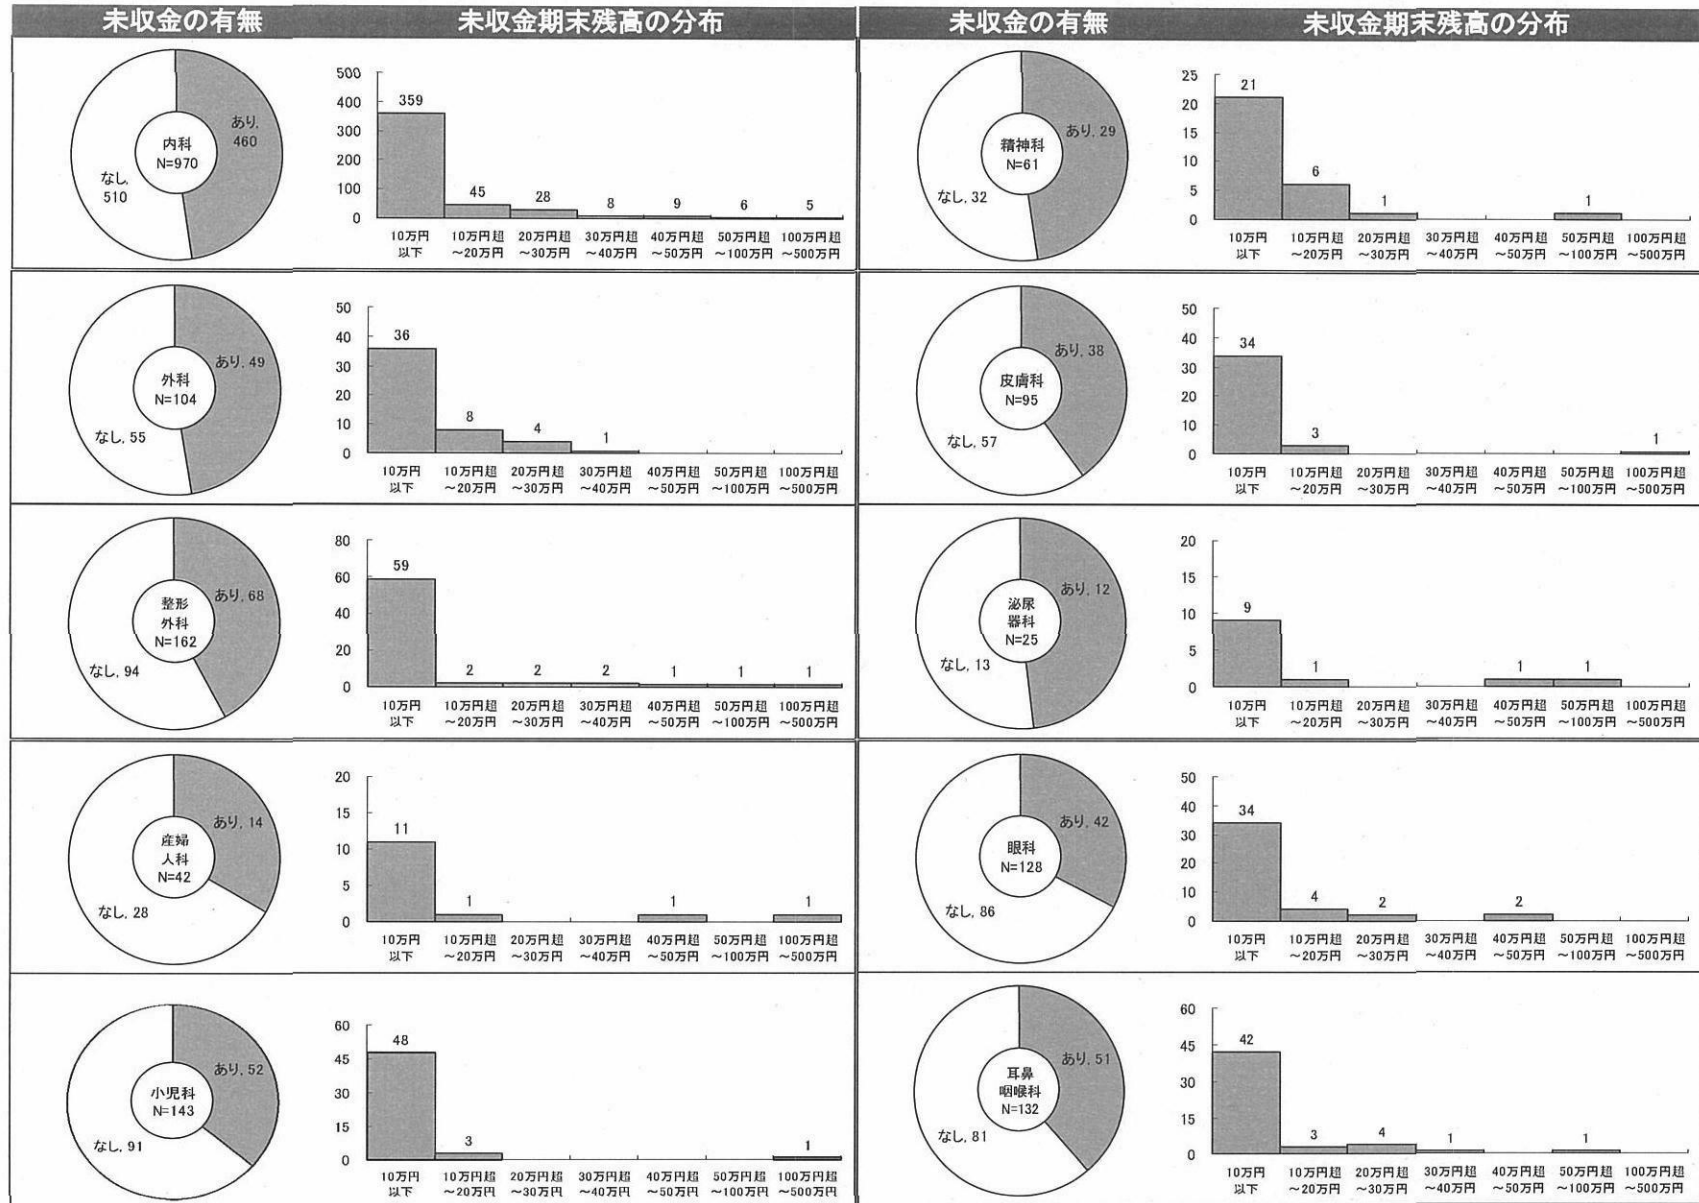 未収金の有無
未収金期末残高の分布
未収金の有無
未収金期末残高の分布
内科
N=970
あり,
460
なし,
510
500
400
300
200
100
0
359
45
28
8
9
6
5
10万円 10万円超 20万円超 30万円超 40万円超 50万円超 100万円超
以下 ～20万円 ～30万円 ～40万円 ～50万円 ～100万円 ～500万円
精神科
N=61
あり, 29
なし, 32
25
20
15
10
5
0
21
6
1
1
10万円 10万円超 20万円超 30万円超 40万円超 50万円超 100万円超
以下 ～20万円 ～30万円 ～40万円 ～50万円 ～100万円 ～500万円
外科
N=104
あり, 49
なし, 55
50
40
30
20
10
0
36
8
4
1
10万円 10万円超 20万円超 30万円超 40万円超 50万円超 100万円超
以下 ～20万円 ～30万円 ～40万円 ～50万円 ～100万円 ～500万円
皮膚科
N=95
あり, 38
なし, 57
50
40
30
20
10
0
34
3
1
10万円 10万円超 20万円超 30万円超 40万円超 50万円超 100万円超
以下 ～20万円 ～30万円 ～40万円 ～50万円 ～100万円 ～500万円
整形
外科
N=162
あり, 68
なし, 94
80
60
40
20
0
59
2
2
2
1
1
1
10万円 10万円超 20万円超 30万円超 40万円超 50万円超 100万円超
以下 ～20万円 ～30万円 ～40万円 ～50万円 ～100万円 ～500万円
泌尿
器科
N=25
あり, 12
なし, 13
20
15
10
5
0
9
1
1
1
10万円 10万円超 20万円超 30万円超 40万円超 50万円超 100万円超
以下 ～20万円 ～30万円 ～40万円 ～50万円 ～100万円 ～500万円
産婦
人科
N=42
あり, 14
なし, 28
20
15
10
5
0
11
1
1
1
10万円 10万円超 20万円超 30万円超 40万円超 50万円超 100万円超
以下 ～20万円 ～30万円 ～40万円 ～50万円 ～100万円 ～500万円
眼科
N=128
あり, 42
なし, 86
50
40
30
20
10
0
34
4
2
2
10万円 10万円超 20万円超 30万円超 40万円超 50万円超 100万円超
以下 ～20万円 ～30万円 ～40万円 ～50万円 ～100万円 ～500万円
小児科
N=143
あり, 52
なし, 91
60
45
30
15
0
48
3
1
10万円 10万円超 20万円超 30万円超 40万円超 50万円超 100万円超
以下 ～20万円 ～30万円 ～40万円 ～50万円 ～100万円 ～500万円
耳鼻
咽喉科
N=132
あり, 51
なし, 81
60
45
30
15
0
42
3
4
1
1
10万円 10万円超 20万円超 30万円超 40万円超 50万円超 100万円超
以下 ～20万円 ～30万円 ～40万円 ～50万円 ～100万円 ～500万円